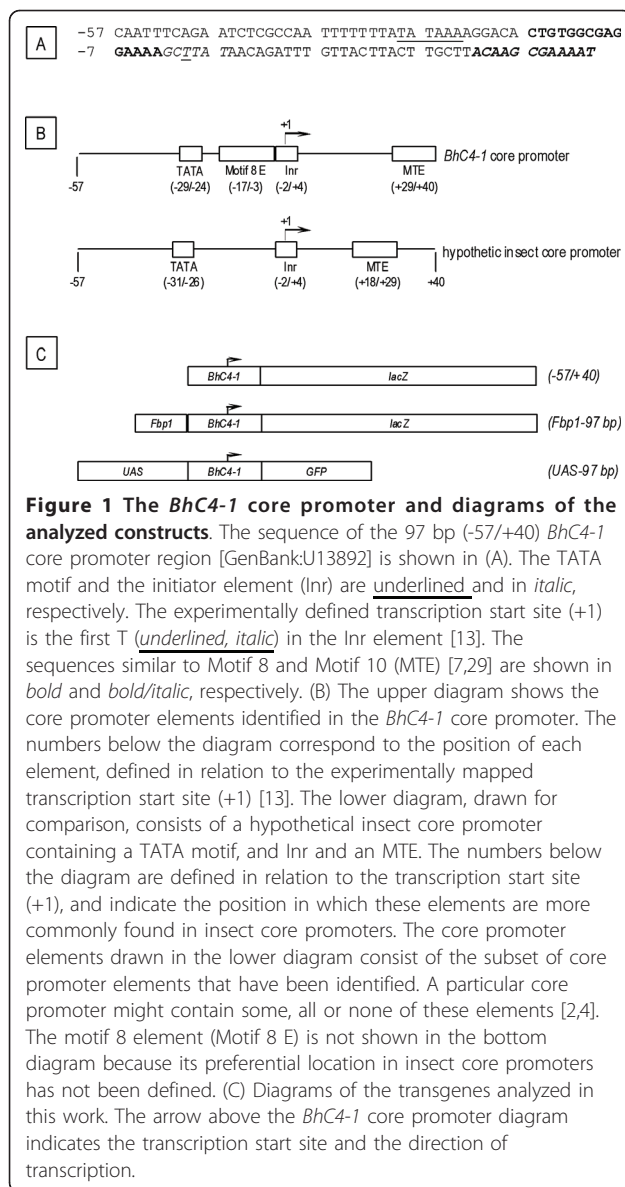 A
-57 CAATTTCAGA ATCTCGCCAA TTTTTTTATA TAAAAGGACA CTGTGGCGAG
-7 GAAAAGCTTAT TAACAGATTT GTTACTTACT TGCTTACAAG CGAAAAT
B
+1
BhC4-1 core promoter
TATA Motif 8 E Inr MTE
-57 (-29/-24) (-17/-3) (-2/+4) (+29/+40)
+1
hypothetic insect core promoter
TATA Inr MTE
-57 (-31/-26) (-2/+4) (+18/+29) +40
C
BhC4-1 lacZ (-57/+40)
Fbp1 BhC4-1 lacZ (Fbp1-97 bp)
UAS BhC4-1 GFP (UAS-97 bp)
Figure 1 The BhC4-1 core promoter and diagrams of the
analyzed constructs. The sequence of the 97 bp (-57/+40) BhC4-1
core promoter region [GenBank:U13892] is shown in (A). The TATA
motif and the initiator element (Inr) are underlined and in italic,
respectively. The experimentally defined transcription start site (+1)
is the first T (underlined, italic) in the Inr element [13]. The
sequences similar to Motif 8 and Motif 10 (MTE) [7,29] are shown in
bold and bold/italic, respectively. (B) The upper diagram shows the
core promoter elements identified in the BhC4-1 core promoter. The
numbers below the diagram correspond to the position of each
element, defined in relation to the experimentally mapped
transcription start site (+1) [13]. The lower diagram, drawn for
comparison, consists of a hypothetical insect core promoter
containing a TATA motif, and Inr and an MTE. The numbers below
the diagram are defined in relation to the transcription start site
(+1), and indicate the position in which these elements are more
commonly found in insect core promoters. The core promoter
elements drawn in the lower diagram consist of the subset of core
promoter elements that have been identified. A particular core
promoter might contain some, all or none of these elements [2,4].
The motif 8 element (Motif 8 E) is not shown in the bottom
diagram because its preferential location in insect core promoters
has not been defined. (C) Diagrams of the transgenes analyzed in
this work. The arrow above the BhC4-1 core promoter diagram
indicates the transcription start site and the direction of
transcription.